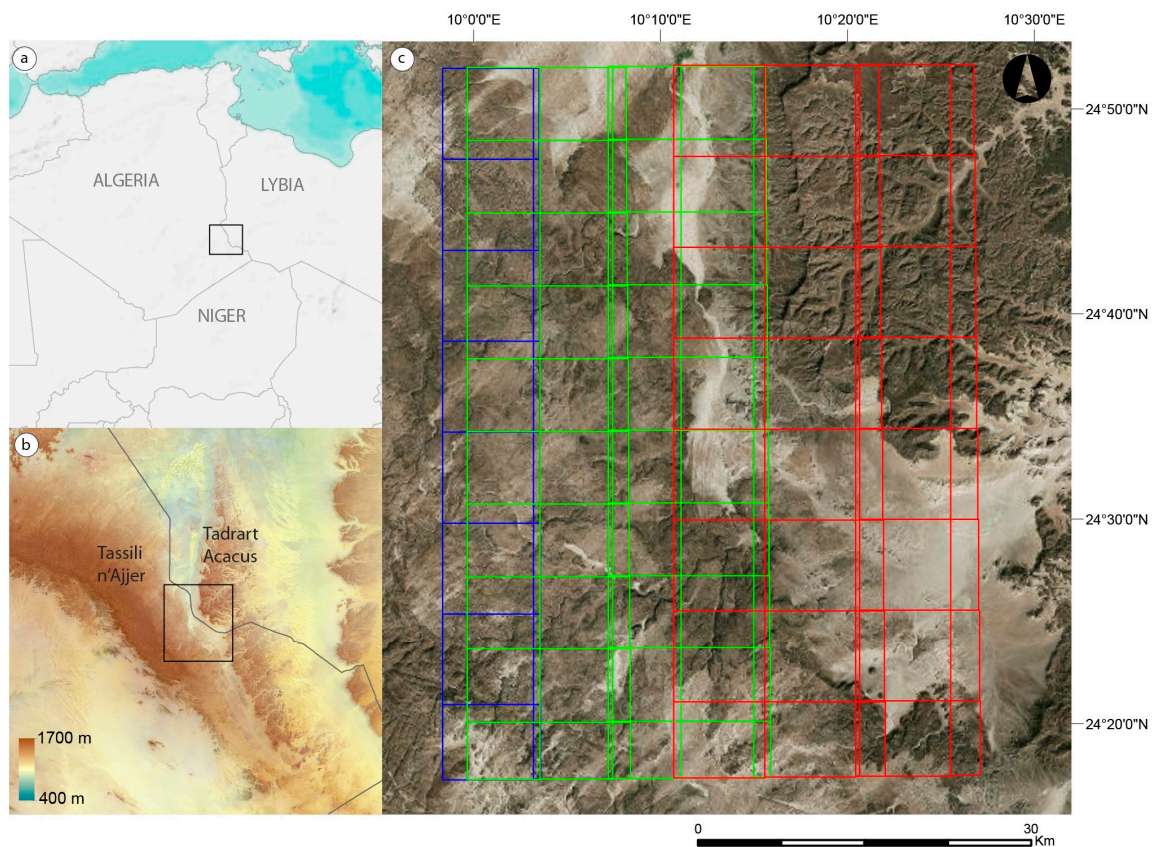 a
ALGERIA
LYBIA
NIGER
b
Tassili
n'Ajjer
Tadrart
Acacus
1700 m
400 m
c
10°0'0"E
10°10'0"E
10°20'0"E
10°30'0"E
24°50'0"N
24°40'0"N
24°30'0"N
24°20'0"N
0
30
Km